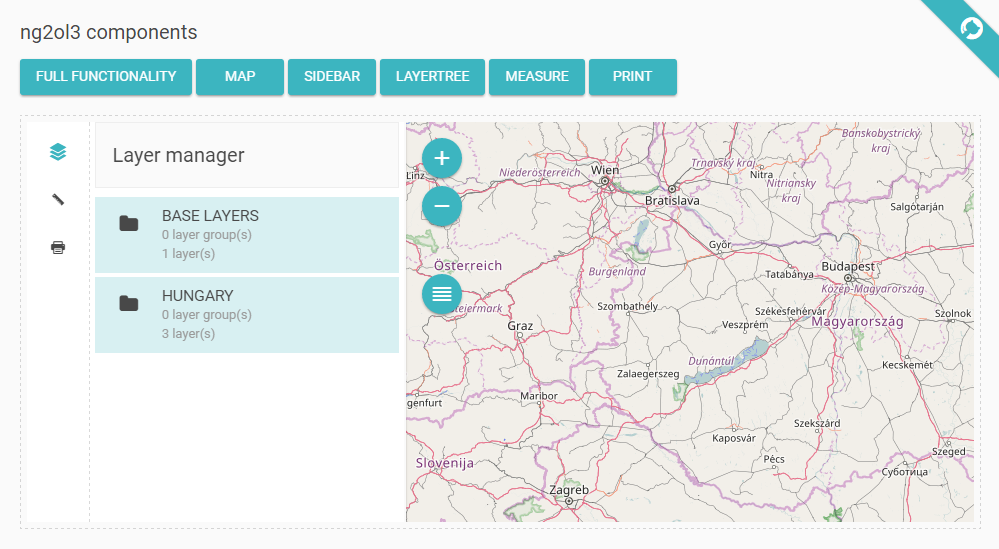 ng2ol3 components
FULL FUNCTIONALITY
MAP
SIDEBAR
LAYERTREE
MEASURE
PRINT
Layer manager
BASE LAYERS
0 layer group(s)
1 layer(s)
HUNGARY
0 layer group(s)
3 layer(s)
Banskobystrický
kraj
Linz
Niederösterreich
Wien
Trnavský kraj
Nitra
Nitriansky
kraj
Bratislava
Salgótarján
Győr
Österreich
Burgenland
Tatabánya
Budapest
Közép-Magyarország
Steiermark
Szombathely
Székesfehérvár
Szolnok
Graz
Veszprém
Magyarország
Dunántúl
Zalaegerszeg
Kecskemét
genfurt
Maribor
Szekszárd
Kaposvár
Szeged
Pécs
Slovenija
Суботица
Zagreb